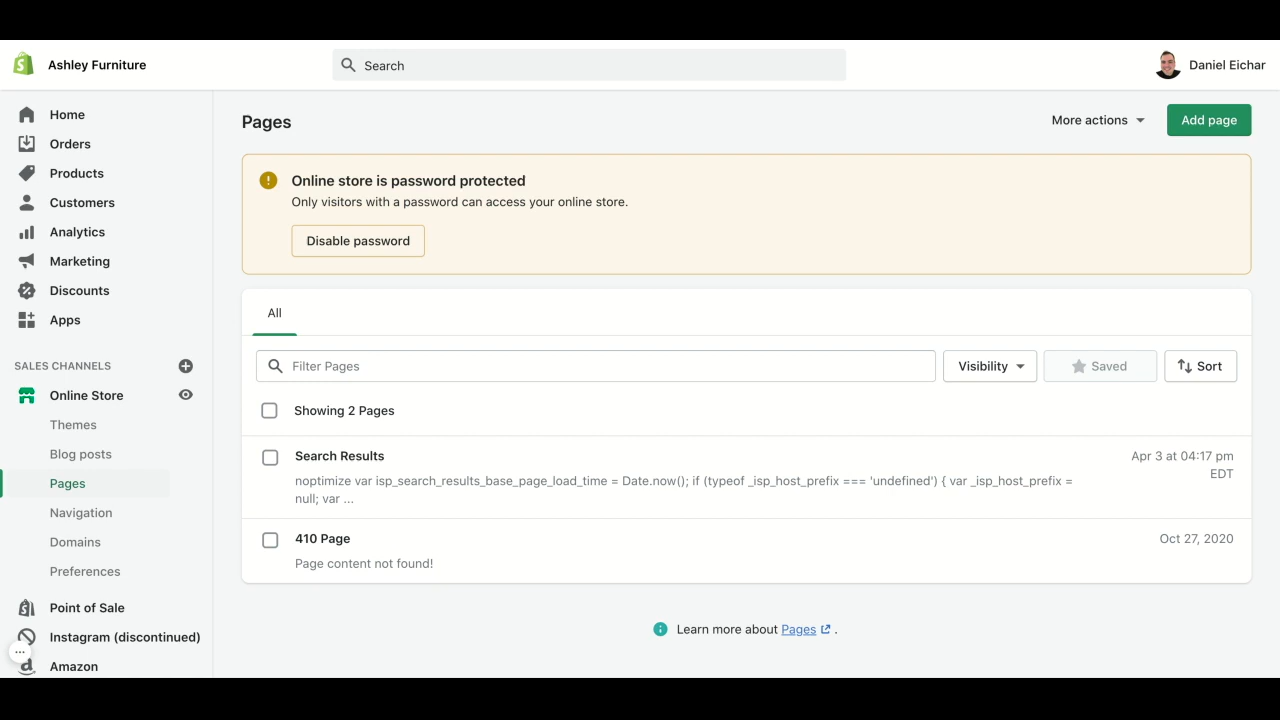 Ashley Furniture
Search
Daniel Eichar
Home
Orders
Products
Customers
Analytics
Marketing
Discounts
Apps
SALES CHANNELS
Online Store
Themes
Blog posts
Pages
Navigation
Domains
Preferences
Point of Sale
Instagram (discontinued)
Amazon
Pages
More actions
Add page
Online store is password protected
Only visitors with a password can access your online store.
Disable password
All
Filter Pages
Visibility
Saved
Sort
Showing 2 Pages
Search Results
Apr 3 at 04:17 pm
EDT
noptimize var isp_search_results_base_page_load_time = Date.now(); if (typeof _isp_host_prefix === 'undefined') { var _isp_host_prefix =
null; var ...
410 Page
Oct 27, 2020
Page content not found!
Learn more about Pages .